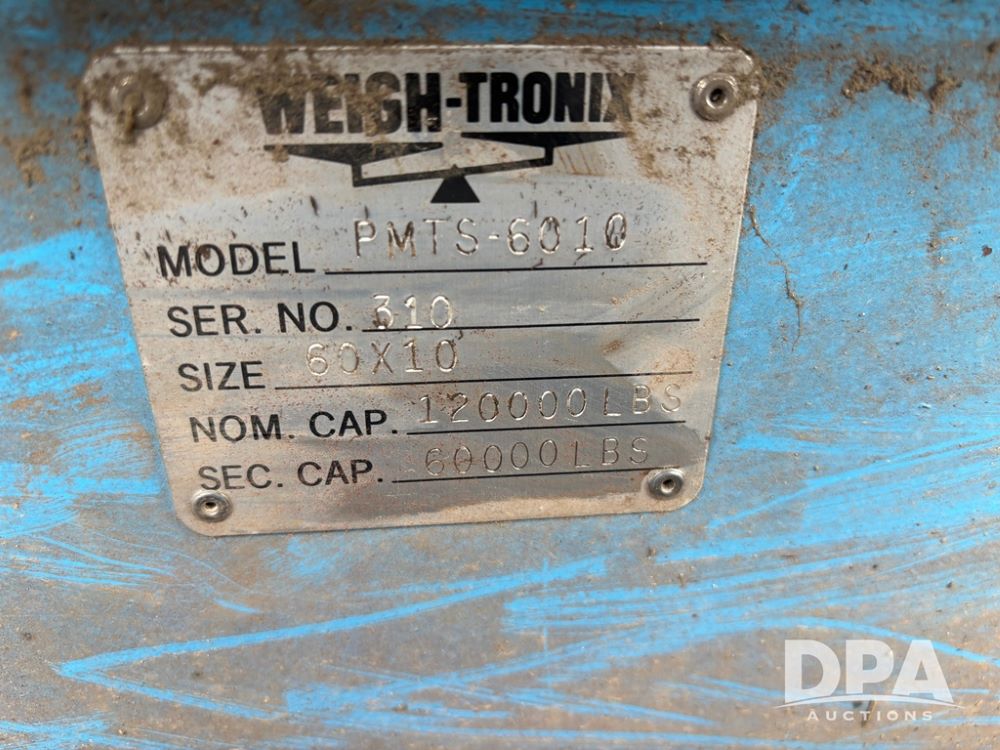 WEIGH-TRONIX
MODEL PMTS-6010
SER. NO. 310
SIZE 60X10
NOM. CAP. 120000LBS
SEC. CAP. 60000LBS
DPA
AUCTIONS